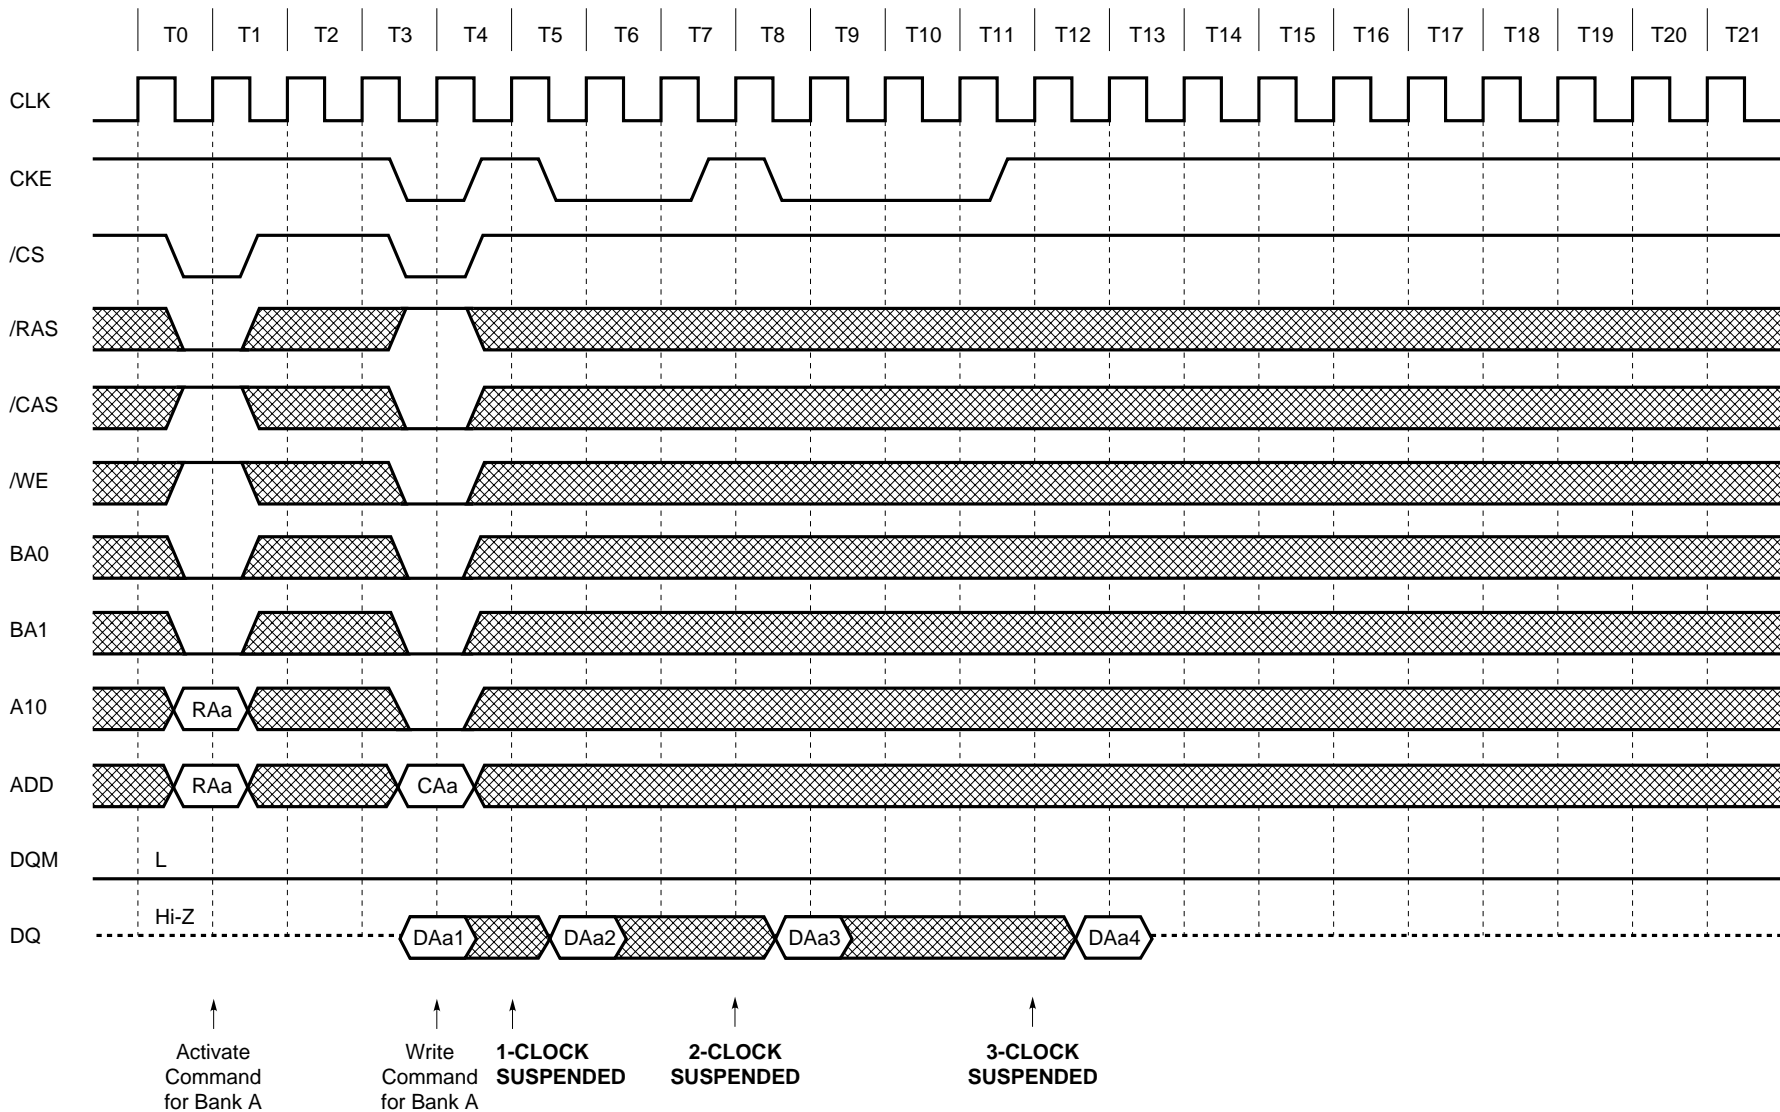 T0 T1 T2 T3 T4 T5 T6 T7 T8 T9 T10 T11 T12 T13 T14 T15 T16 T17 T18 T19 T20 T21
CLK
CKE
/CS
/RAS
/CAS
/WE
BA0
BA1
A10 RAa
ADD RAa CAa
DQM L
Hi-Z
DQ DAa1 DAa2 DAa3 DAa4
Activate
Command
for Bank A
Write
Command
for Bank A
1-CLOCK
SUSPENDED
2-CLOCK
SUSPENDED
3-CLOCK
SUSPENDED